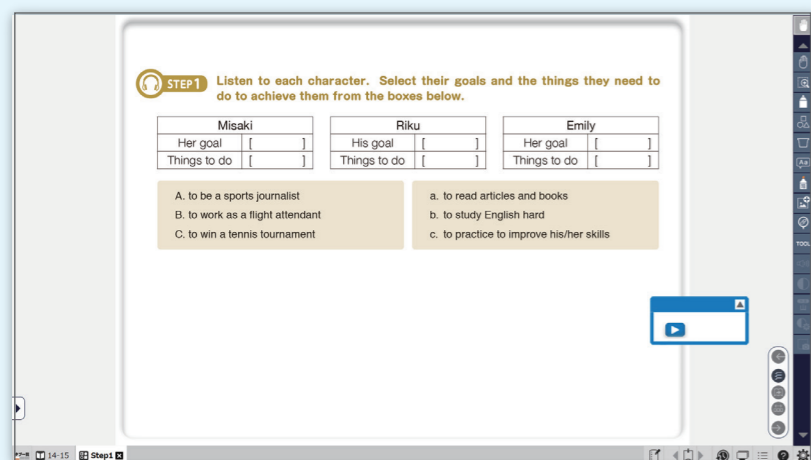 STEP1 Listen to each character. Select their goals and the things they need to
do to achieve them from the boxes below.
Misaki
Her goal [ ]
Things to do [ ]
Riku
His goal [ ]
Things to do [ ]
Emily
Her goal [ ]
Things to do [ ]
A. to be a sports journalist
B. to work as a flight attendant
C. to win a tennis tournament
a. to read articles and books
b. to study English hard
c. to practice to improve his/her skills
Aa
TOOL
14-15 Step1